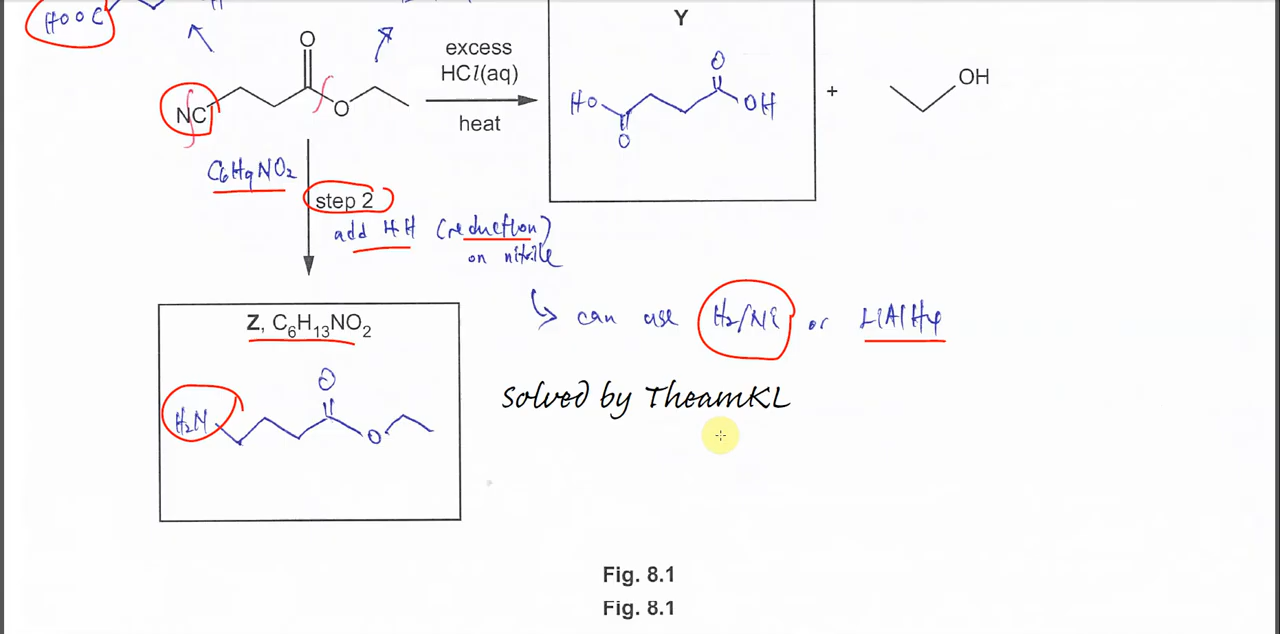 HOOC
Y
O
excess
HCl(aq)
O
OH
NC
O
HO
OH
+
heat
O
C6H9NO2
step 2
add H-H (reduction)
on nitrile
Z, C6H13NO2
can use H2/Ni or LiAlH4
O
Solved by TheamKL
H2N
O
Fig. 8.1
Fig. 8.1